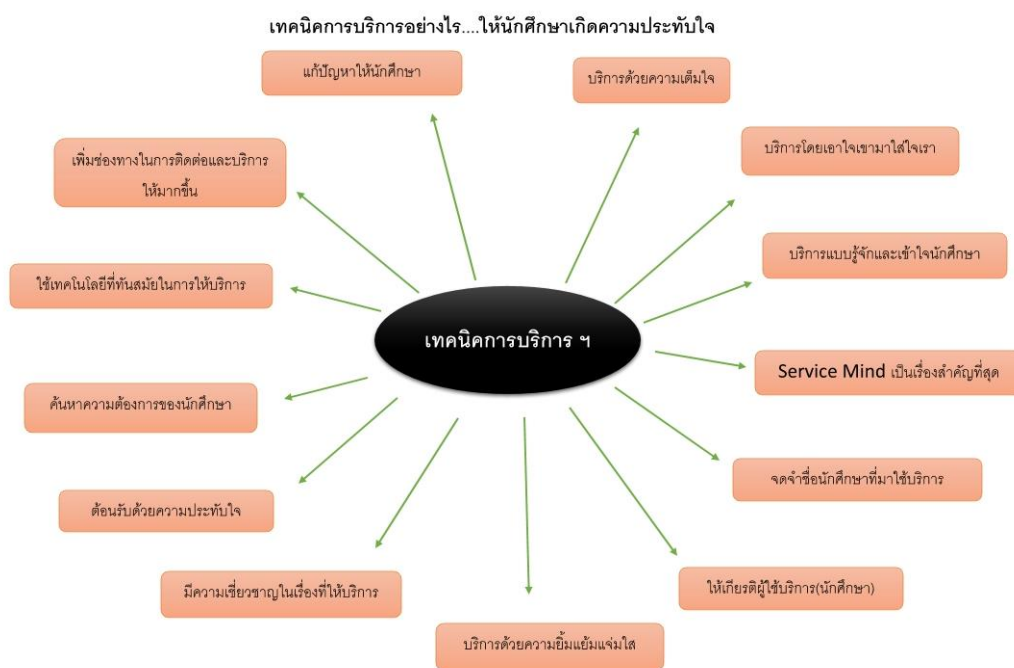 เทคนิคการบริการอย่างไร....ให้นักศึกษาเกิดความประทับใจ
แก้ปัญหาให้นักศึกษา
บริการด้วยความเต็มใจ
เพิ่มช่องทางในการติดต่อและบริการ
ให้มากขึ้น
บริการโดยเอาใจเขามาใส่ใจเรา
ใช้เทคโนโลยีที่ทันสมัยในการให้บริการ
บริการแบบรู้จักและเข้าใจนักศึกษา
เทคนิคการบริการ ฯ
Service Mind เป็นเรื่องสำคัญที่สุด
ค้นหาความต้องการของนักศึกษา
จดจำชื่อนักศึกษาที่มาใช้บริการ
ต้อนรับด้วยความประทับใจ
มีความเชี่ยวชาญในเรื่องที่ให้บริการ
ให้เกียรติผู้ใช้บริการ(นักศึกษา)
บริการด้วยความยิ้มแย้มแจ่มใส